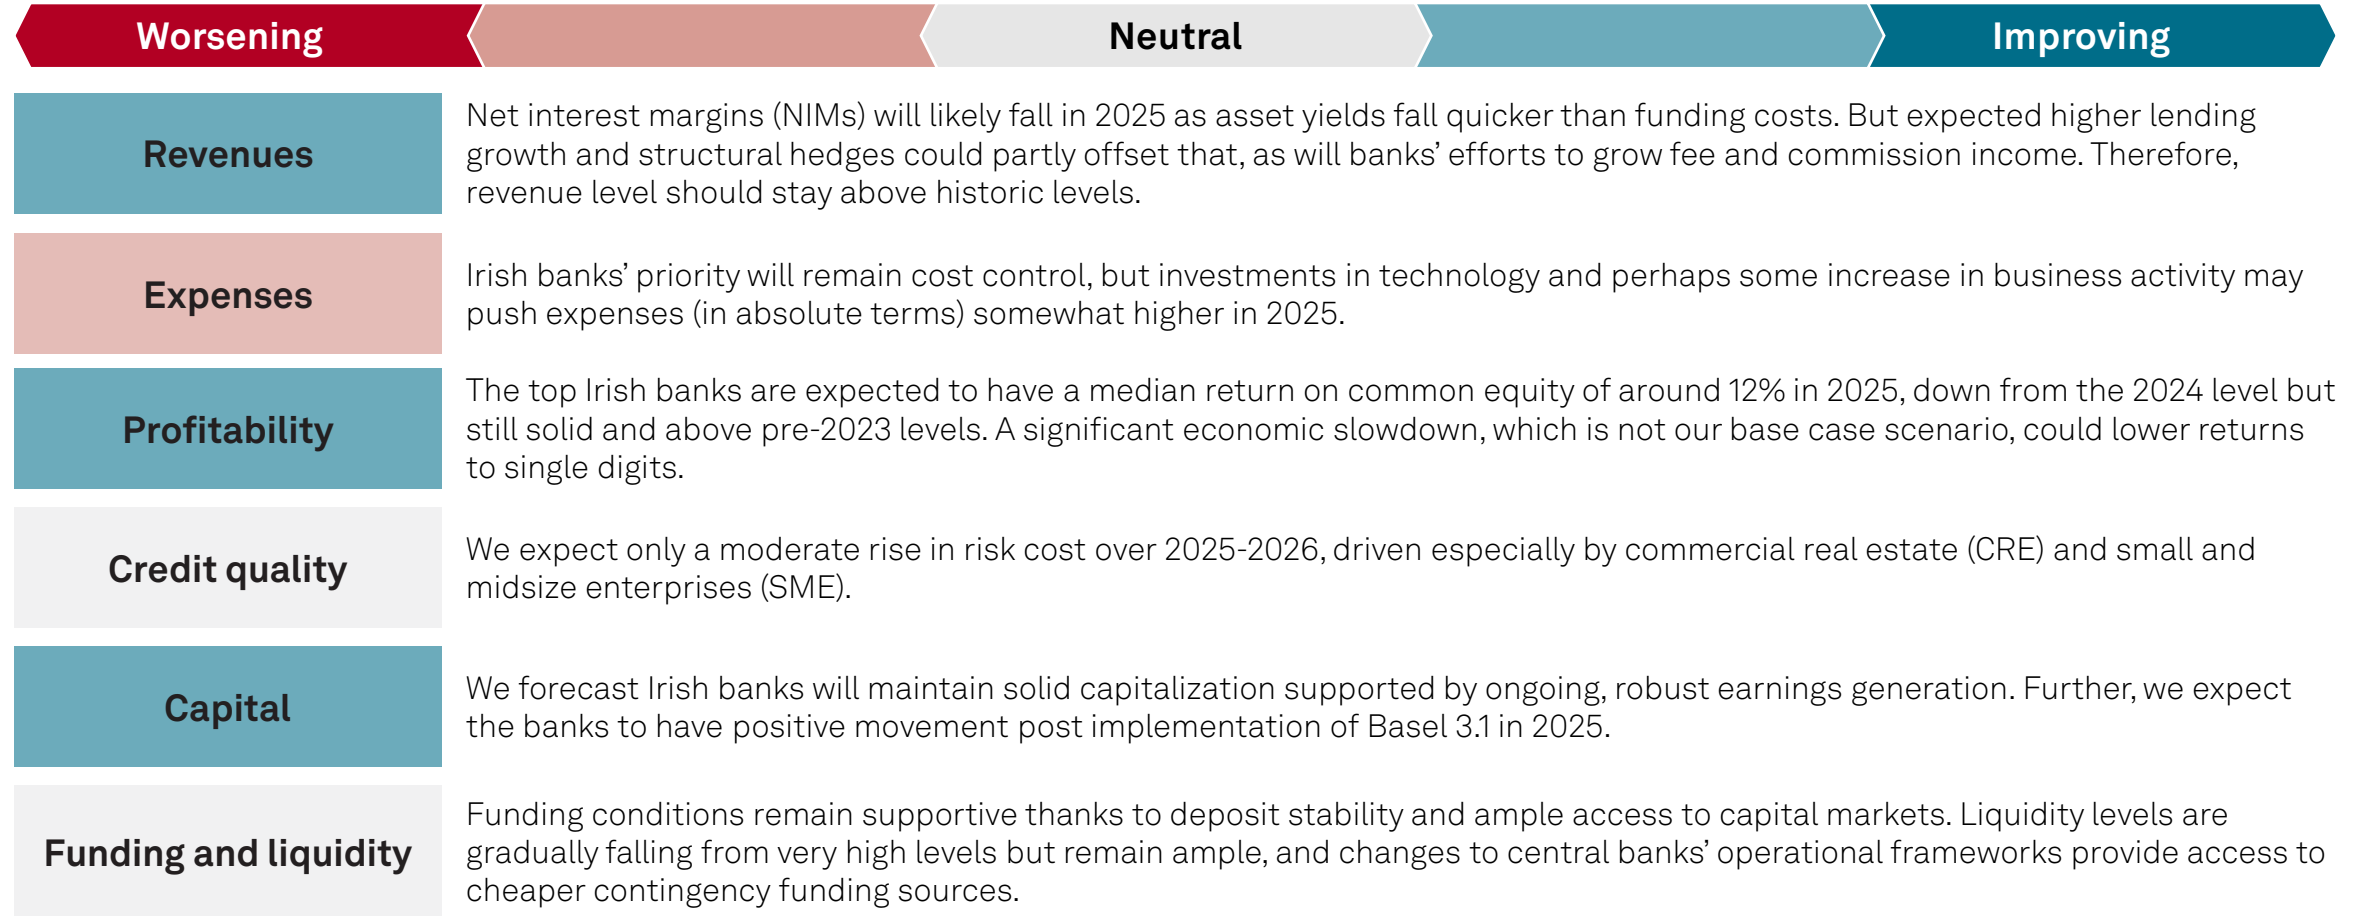 Worsening
Neutral
Improving
Revenues
Net interest margins (NIMs) will likely fall in 2025 as asset yields fall quicker than funding costs. But expected higher lending
growth and structural hedges could partly offset that, as will banks’ efforts to grow fee and commission income. Therefore,
revenue level should stay above historic levels.
Expenses
Irish banks’ priority will remain cost control, but investments in technology and perhaps some increase in business activity may
push expenses (in absolute terms) somewhat higher in 2025.
Profitability
The top Irish banks are expected to have a median return on common equity of around 12% in 2025, down from the 2024 level but
still solid and above pre-2023 levels. A significant economic slowdown, which is not our base case scenario, could lower returns
to single digits.
Credit quality
We expect only a moderate rise in risk cost over 2025-2026, driven especially by commercial real estate (CRE) and small and
midsize enterprises (SME).
Capital
We forecast Irish banks will maintain solid capitalization supported by ongoing, robust earnings generation. Further, we expect
the banks to have positive movement post implementation of Basel 3.1 in 2025.
Funding and liquidity
Funding conditions remain supportive thanks to deposit stability and ample access to capital markets. Liquidity levels are
gradually falling from very high levels but remain ample, and changes to central banks’ operational frameworks provide access to
cheaper contingency funding sources.